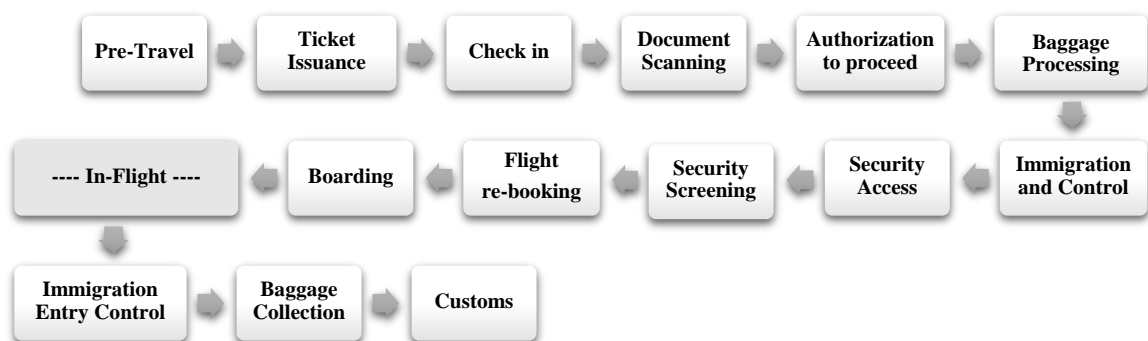 Pre-Travel
Ticket
Issuance
Check in
Document
Scanning
Authorization
to proceed
Baggage
Processing
Immigration
and Control
Security
Access
Security
Screening
Flight
re-booking
Boarding
---- In-Flight ----
Immigration
Entry Control
Baggage
Collection
Customs